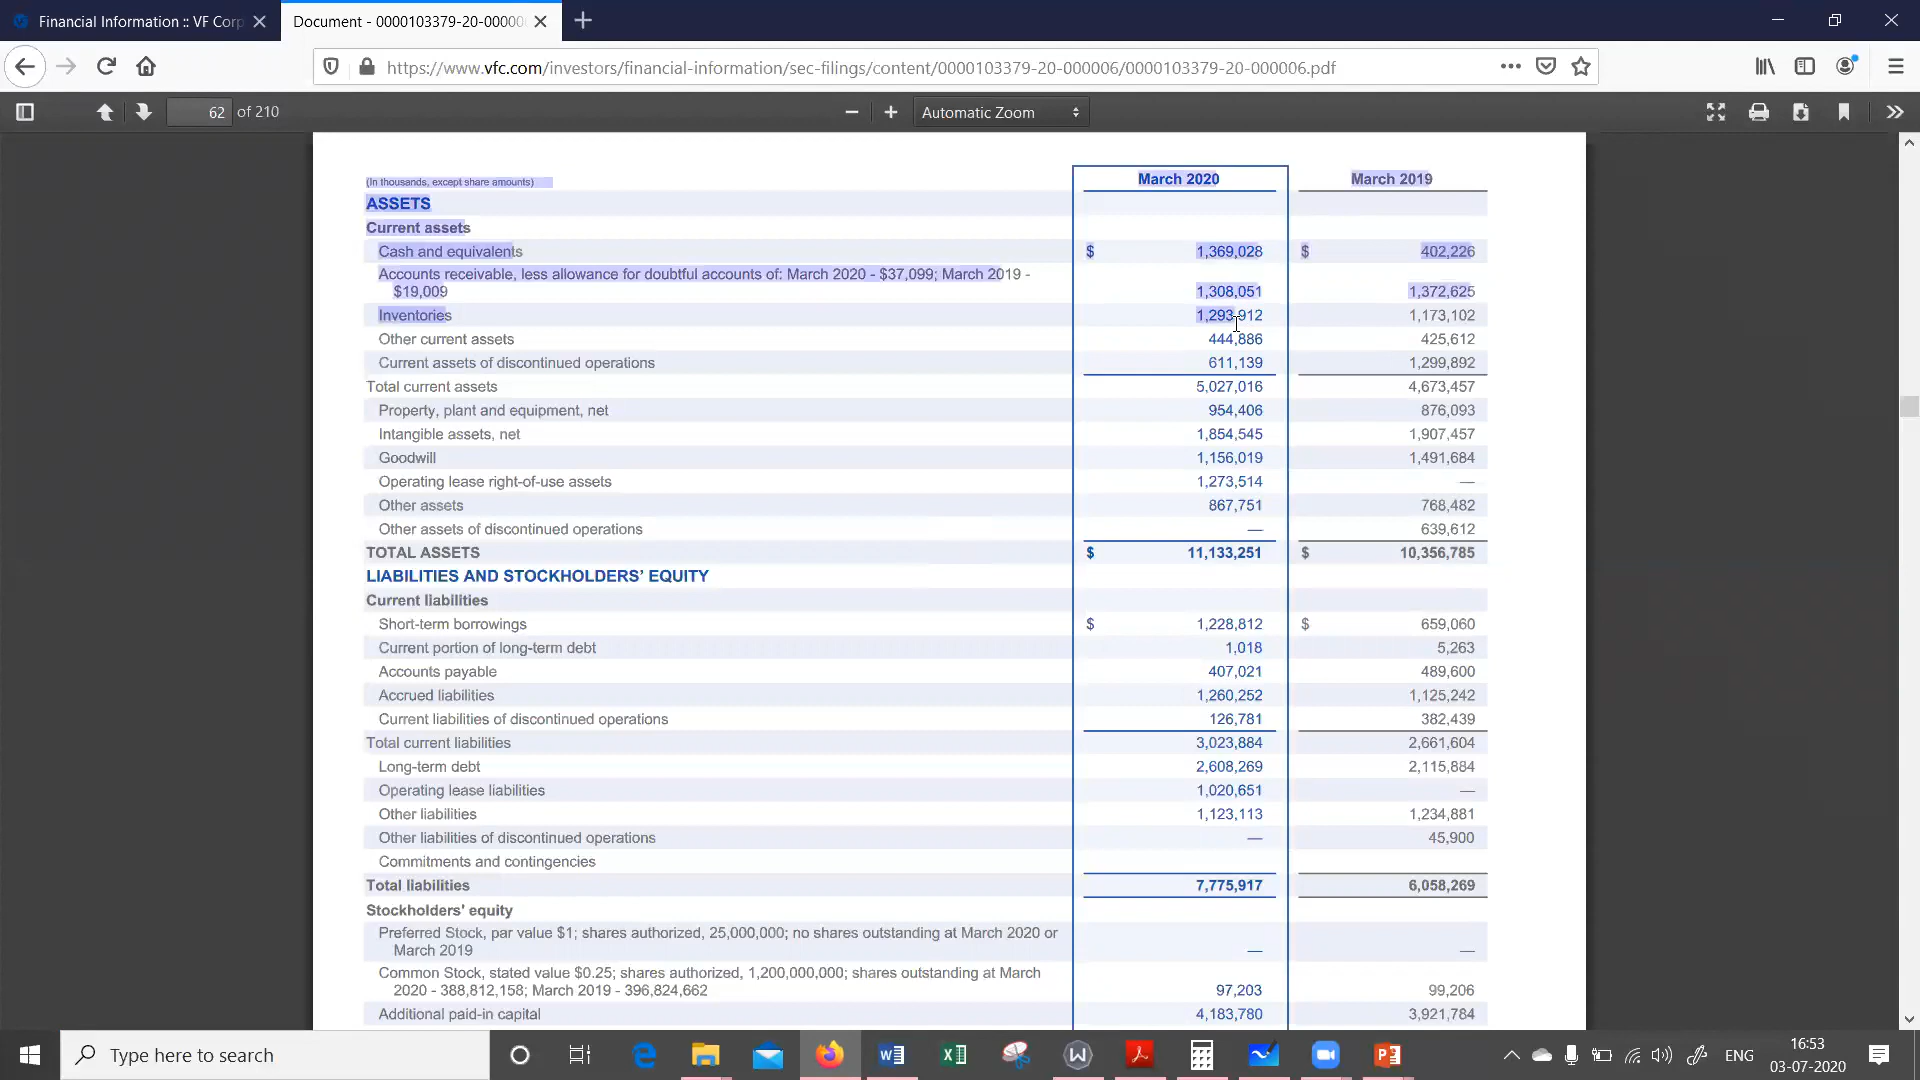 Financial Information :: VF Corp
Document - 0000103379-20-00000
https://www.vfc.com/investors/financial-information/sec-filings/content/0000103379-20-000006/0000103379-20-000006.pdf
62 of 210
Automatic Zoom
(In thousands, except share amounts) March 2020 March 2019
ASSETS
Current assets
Cash and equivalents $ 1,369,028 $ 402,226
Accounts receivable, less allowance for doubtful accounts of: March 2020 - $37,099; March 2019 -
$19,009 1,308,051 1,372,625
Inventories 1,293,912 1,173,102
Other current assets 444,886 425,612
Current assets of discontinued operations 611,139 1,299,892
Total current assets 5,027,016 4,673,457
Property, plant and equipment, net 954,406 876,093
Intangible assets, net 1,854,545 1,907,457
Goodwill 1,156,019 1,491,684
Operating lease right-of-use assets 1,273,514 —
Other assets 867,751 768,482
Other assets of discontinued operations — 639,612
TOTAL ASSETS $ 11,133,251 $ 10,356,785
LIABILITIES AND STOCKHOLDERS' EQUITY
Current liabilities
Short-term borrowings $ 1,228,812 $ 659,060
Current portion of long-term debt 1,018 5,263
Accounts payable 407,021 489,600
Accrued liabilities 1,260,252 1,125,242
Current liabilities of discontinued operations 126,781 382,439
Total current liabilities 3,023,884 2,661,604
Long-term debt 2,608,269 2,115,884
Operating lease liabilities 1,020,651 —
Other liabilities 1,123,113 1,234,881
Other liabilities of discontinued operations — 45,900
Commitments and contingencies
Total liabilities 7,775,917 6,058,269
Stockholders' equity
Preferred Stock, par value $1; shares authorized, 25,000,000; no shares outstanding at March 2020 or
March 2019 — —
Common Stock, stated value $0.25; shares authorized, 1,200,000,000; shares outstanding at March
2020 - 388,812,158; March 2019 - 396,824,662 97,203 99,206
Additional paid-in capital 4,183,780 3,921,784
Type here to search
ENG
16:53
03-07-2020